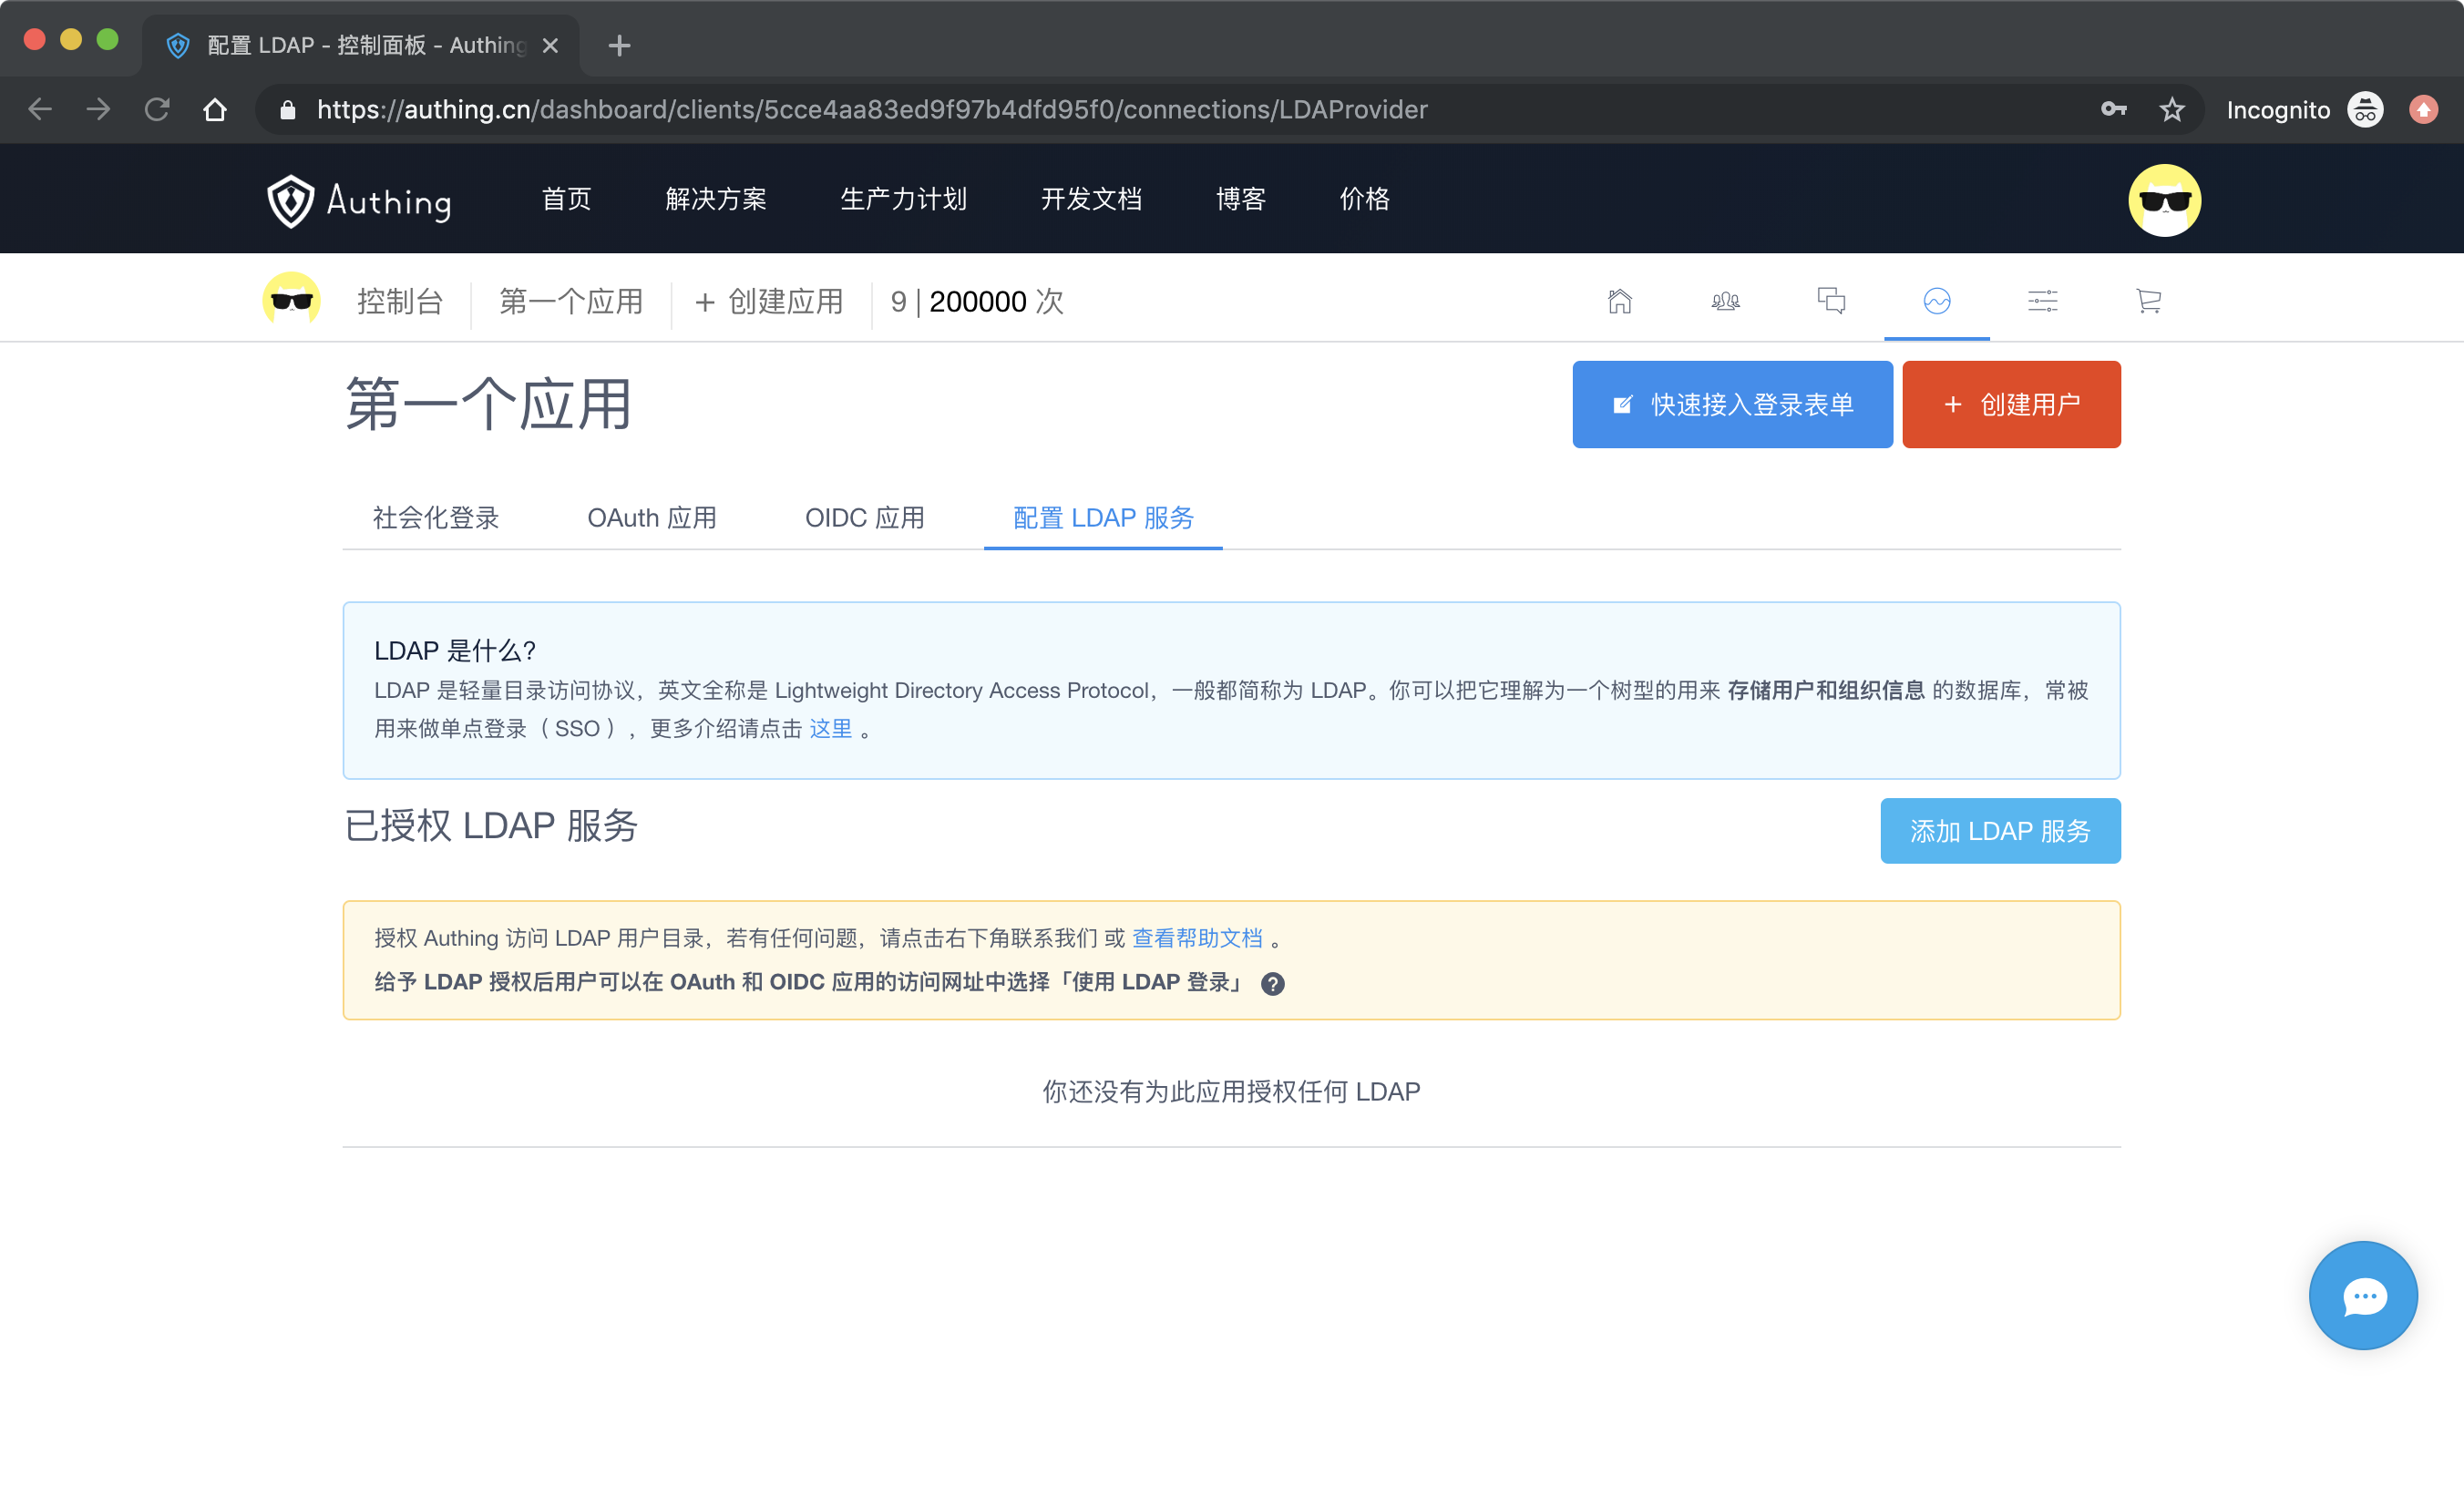 配置 LDAP - 控制面板 - Authing
https://authing.cn/dashboard/clients/5cce4aa83ed9f97b4dfd95f0/connections/LDAProvider
Incognito
Authing 首页 解决方案 生产力计划 开发文档 博客 价格
控制台 第一个应用 + 创建应用 9 | 200000 次
第一个应用
快速接入登录表单
+ 创建用户
社会化登录 OAuth 应用 OIDC 应用 配置 LDAP 服务
LDAP 是什么?
LDAP 是轻量目录访问协议，英文全称是 Lightweight Directory Access Protocol，一般都简称为 LDAP。你可以把它理解为一个树型的用来 存储用户和组织信息 的数据库，常被
用来做单点登录（ SSO ），更多介绍请点击 这里 。
已授权 LDAP 服务
添加 LDAP 服务
授权 Authing 访问 LDAP 用户目录，若有任何问题，请点击右下角联系我们 或 查看帮助文档 。
给予 LDAP 授权后用户可以在 OAuth 和 OIDC 应用的访问网址中选择「使用 LDAP 登录」 ?
你还没有为此应用授权任何 LDAP